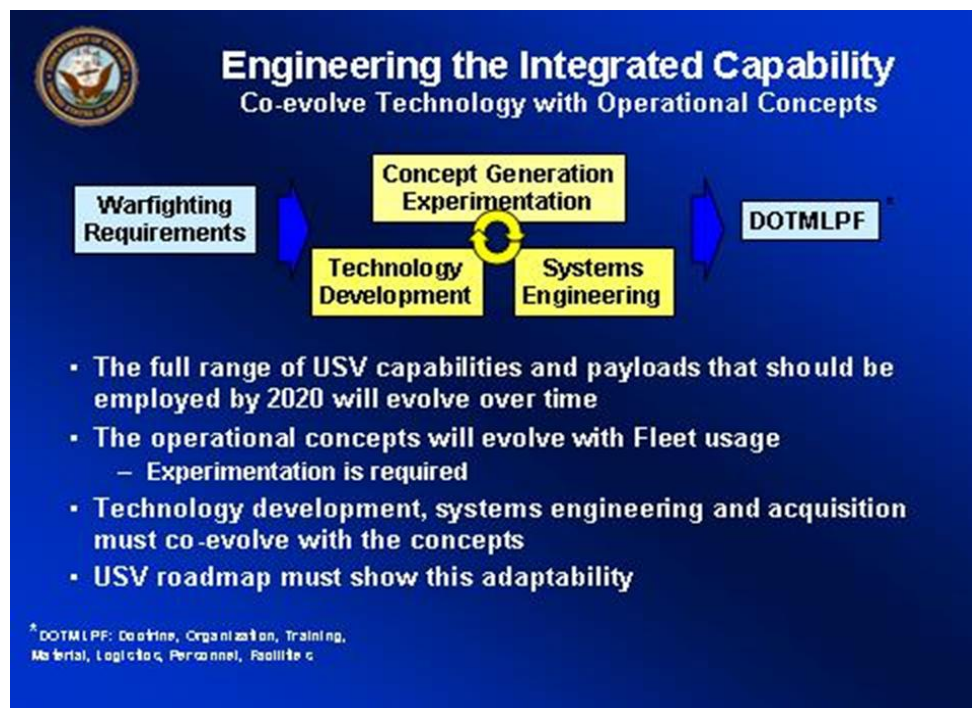 Engineering the Integrated Capability
Co-evolve Technology with Operational Concepts
Warfighting
Requirements
Concept Generation
Experimentation
Technology
Development
Systems
Engineering
DOTMLPF *
▪ The full range of USV capabilities and payloads that should be
employed by 2020 will evolve over time
▪ The operational concepts will evolve with Fleet usage
– Experimentation is required
▪ Technology development, systems engineering and acquisition
must co-evolve with the concepts
▪ USV roadmap must show this adaptability
* DOTMLPF: Doctrine, Organization, Training,
Material, Logistics, Personnel, Facilities